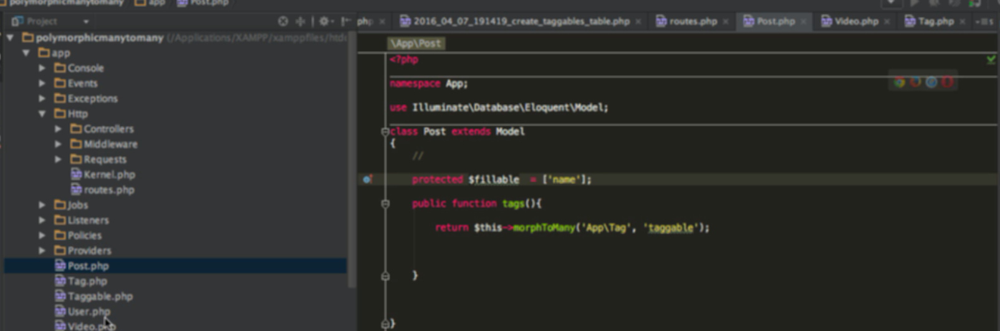 polymorphicmanytomany app Post.php
Project
php 2016_04_07_191419_create_taggables_table.php routes.php Post.php Video.php Tag.php
polymorphicmanytomany (/Applications/XAMPP/xamppfiles/htd
app
Console
Events
Exceptions
Http
Controllers
Middleware
Requests
Kernel.php
routes.php
Jobs
Listeners
Policies
Providers
Post.php
Tag.php
Taggable.php
User.php
Video.php
\App\Post
<?php
namespace App;
use Illuminate\Database\Eloquent\Model;
class Post extends Model
{
//
protected $fillable = ['name'];
public function tags(){
return $this->morphToMany('App\Tag', 'taggable');
}
}